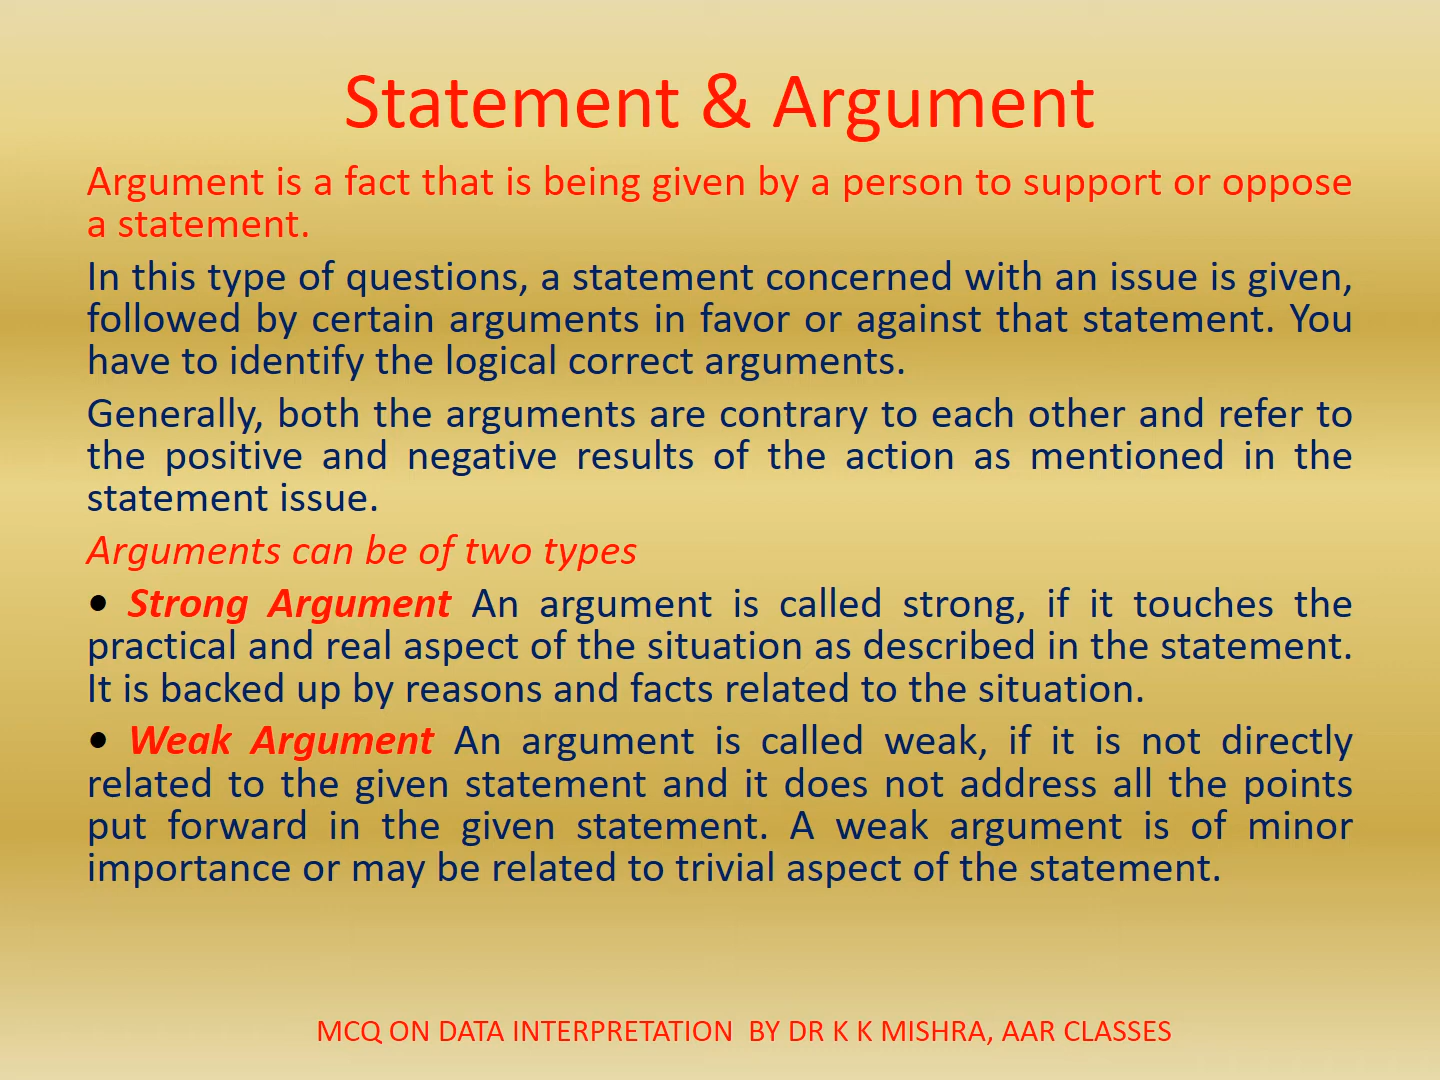 Statement & Argument
Argument is a fact that is being given by a person to support or oppose
a statement.
In this type of questions, a statement concerned with an issue is given,
followed by certain arguments in favor or against that statement. You
have to identify the logical correct arguments.
Generally, both the arguments are contrary to each other and refer to
the positive and negative results of the action as mentioned in the
statement issue.
Arguments can be of two types
• Strong Argument An argument is called strong, if it touches the
practical and real aspect of the situation as described in the statement.
It is backed up by reasons and facts related to the situation.
• Weak Argument An argument is called weak, if it is not directly
related to the given statement and it does not address all the points
put forward in the given statement. A weak argument is of minor
importance or may be related to trivial aspect of the statement.
MCQ ON DATA INTERPRETATION BY DR K K MISHRA, AAR CLASSES